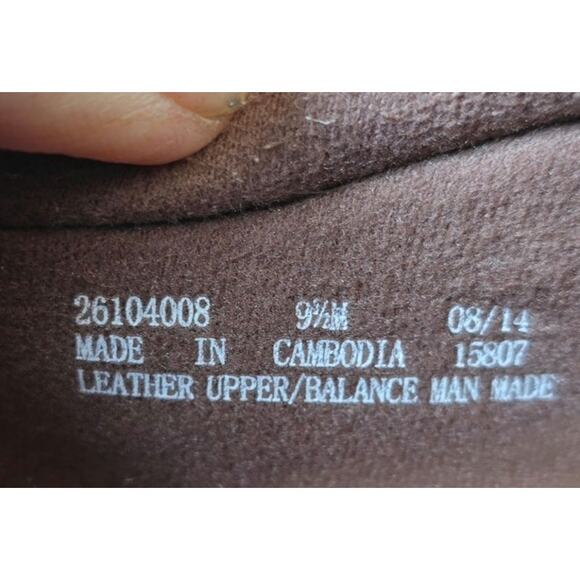 26104008 9½M 08/14
MADE IN CAMBODIA 15807
LEATHER UPPER/BALANCE MAN MADE